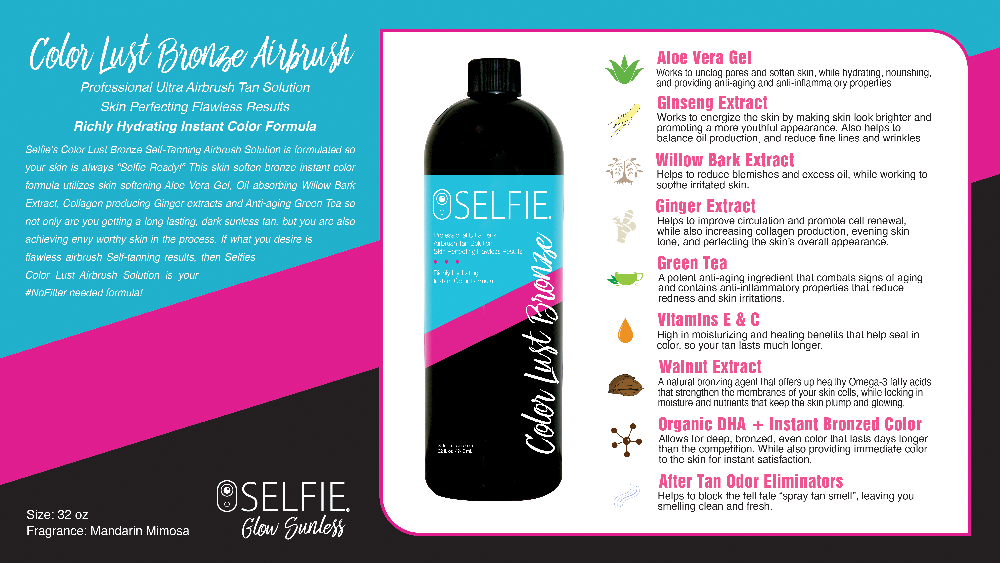 Color Lust Bronze Airbrush
Professional Ultra Airbrush Tan Solution
Skin Perfecting Flawless Results
Richly Hydrating Instant Color Formula
Selfie’s Color Lust Bronze Self-Tanning Airbrush Solution is formulated so
your skin is always “Selfie Ready!” This skin soften bronze instant color
formula utilizes skin softening Aloe Vera Gel, Oil absorbing Willow Bark
Extract, Collagen producing Ginger extracts and Anti-aging Green Tea so
not only are you getting a long lasting, dark sunless tan, but you are also
achieving envy worthy skin in the process. If what you desire is
flawless airbrush Self-tanning results, then Selfies
Color Lust Airbrush Solution is your
#NoFilter needed formula!
Size: 32 oz
Fragrance: Mandarin Mimosa
SELFIE®
Glow Sunless
SELFIE®
Professional Ultra Dark
Airbrush Tan Solution
Skin Perfecting Flawless Results
Richly Hydrating
Instant Color Formula
Color Lust Bronze
Solution sans soleil
32 fl. oz. / 946 mL
Aloe Vera Gel
Works to unclog pores and soften skin, while hydrating, nourishing,
and providing anti-aging and anti-inflammatory properties.
Ginseng Extract
Works to energize the skin by making skin look brighter and
promoting a more youthful appearance. Also helps to
balance oil production, and reduce fine lines and wrinkles.
Willow Bark Extract
Helps to reduce blemishes and excess oil, while working to
soothe irritated skin.
Ginger Extract
Helps to improve circulation and promote cell renewal,
while also increasing collagen production, evening skin
tone, and perfecting the skin’s overall appearance.
Green Tea
A potent anti-aging ingredient that combats signs of aging
and contains anti-inflammatory properties that reduce
redness and skin irritations.
Vitamins E & C
High in moisturizing and healing benefits that help seal in
color, so your tan lasts much longer.
Walnut Extract
A natural bronzing agent that offers up healthy Omega-3 fatty acids
that strengthen the membranes of your skin cells, while locking in
moisture and nutrients that keep the skin plump and glowing.
Organic DHA + Instant Bronzed Color
Allows for deep, bronzed, even color that lasts days longer
than the competition. While also providing immediate color
to the skin for instant satisfaction.
After Tan Odor Eliminators
Helps to block the tell tale “spray tan smell”, leaving you
smelling clean and fresh.